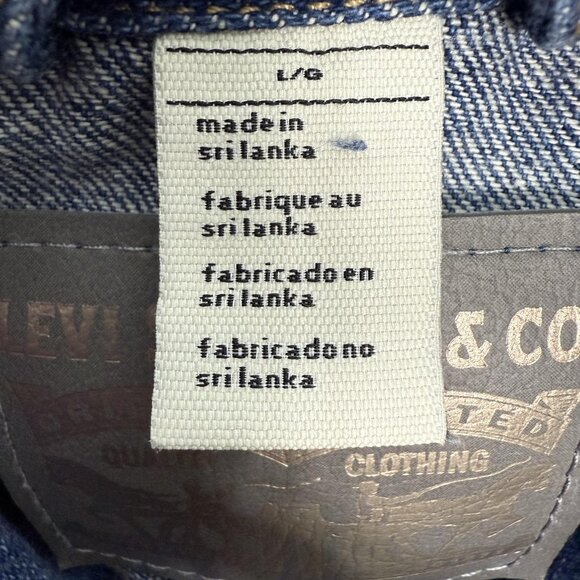 L/G
made in
sri lanka
fabrique au
sri lanka
fabricado en
sri lanka
fabricado no
sri lanka
LEVI & CO
CLOTHING